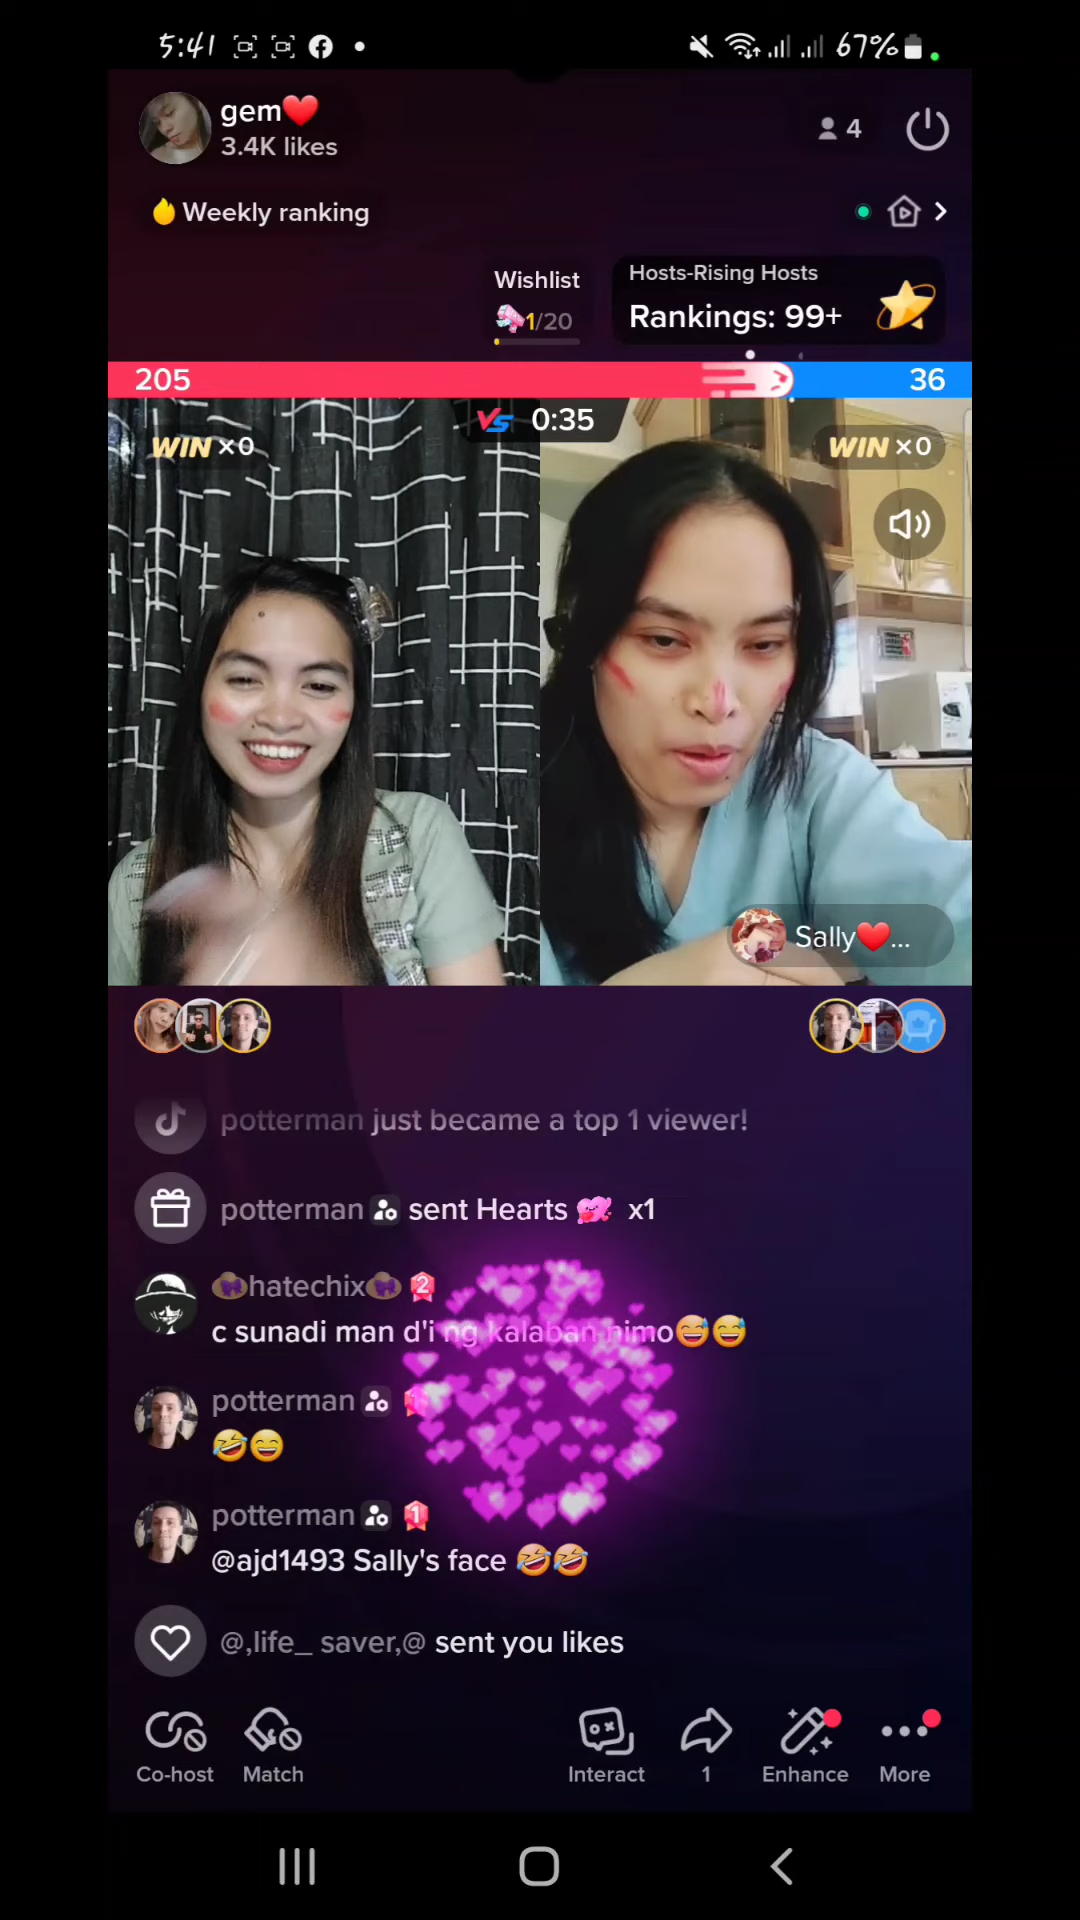 5:41
67%
gem❤️
3.4K likes
4
Weekly ranking
Wishlist
1/20
Hosts-Rising Hosts
Rankings: 99+
205
36
VS 0:35
WIN ×0
WIN ×0
Sally❤️...
potterman just became a top 1 viewer!
potterman sent Hearts x1
hatechix 2
c sunadi man d'i ng kalaban nimo😅😅
potterman
🤣😄
potterman 1
@ajd1493 Sally's face 🤣🤣
@,life_ saver,@ sent you likes
Co-host
Match
Interact
1
Enhance
More